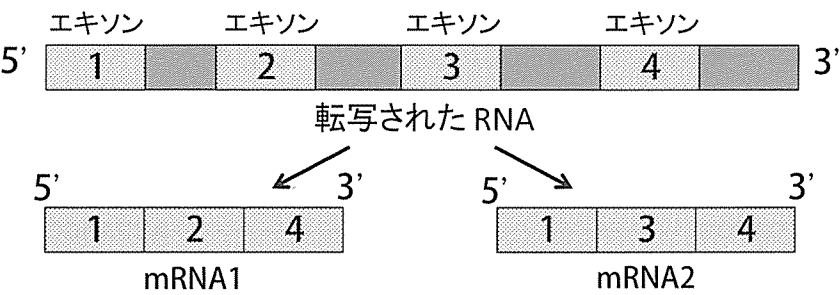 エキソン エキソン エキソン エキソン
5’ 1 2 3 4 3’
転写された RNA
5’ 3’ 5’ 3’
1 2 4 1 3 4
mRNA1 mRNA2